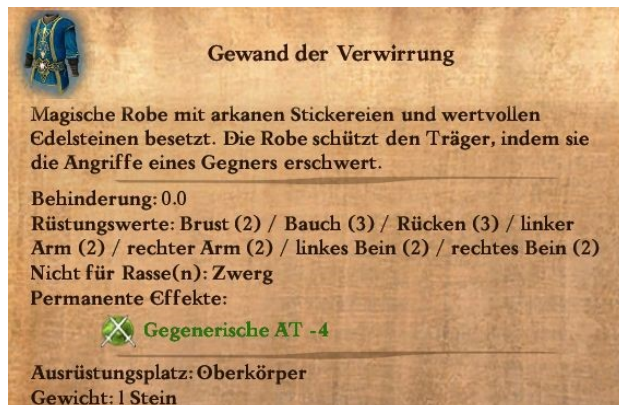 Gewand der Verwirrung
Magische Robe mit arkanen Stickereien und wertvollen
Edelsteinen besetzt. Die Robe schützt den Träger, indem sie
die Angriffe eines Gegners erschwert.
Behinderung: 0.0
Rüstungswerte: Brust (2) / Bauch (3) / Rücken (3) / linker
Arm (2) / rechter Arm (2) / linkes Bein (2) / rechtes Bein (2)
Nicht für Rasse(n): Zwerg
Permanente Effekte:
Gegenerische AT -4
Ausrüstungsplatz: Oberkörper
Gewicht: 1 Stein